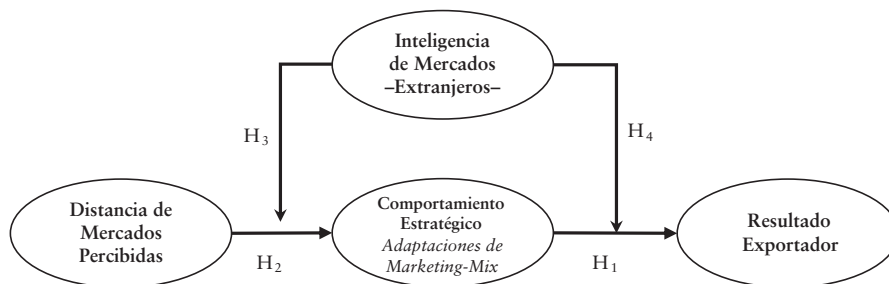 Inteligencia
de Mercados
–Extranjeros–
H3
H4
Distancia de
Mercados
Percibidas
H2
Comportamiento
Estratégico
Adaptaciones de
Marketing-Mix
H1
Resultado
Exportador